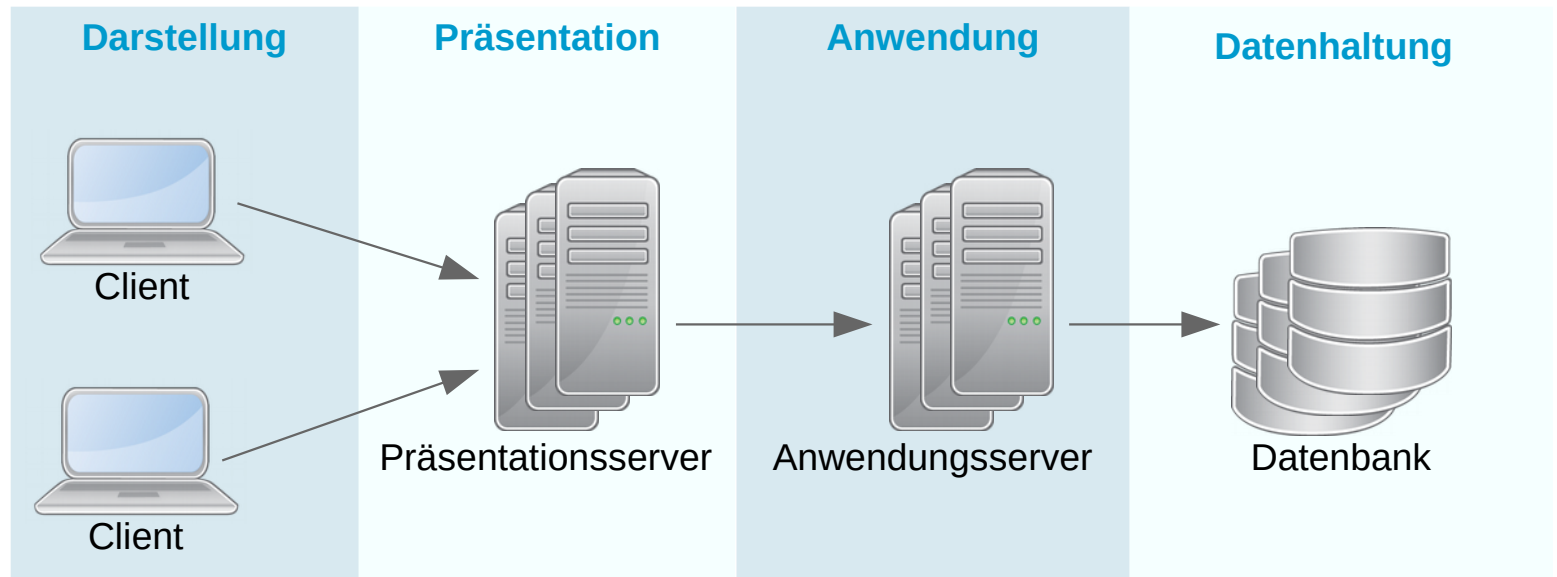 Darstellung
Präsentation
Anwendung
Datenhaltung
Client
Client
Präsentationsserver
Anwendungsserver
Datenbank